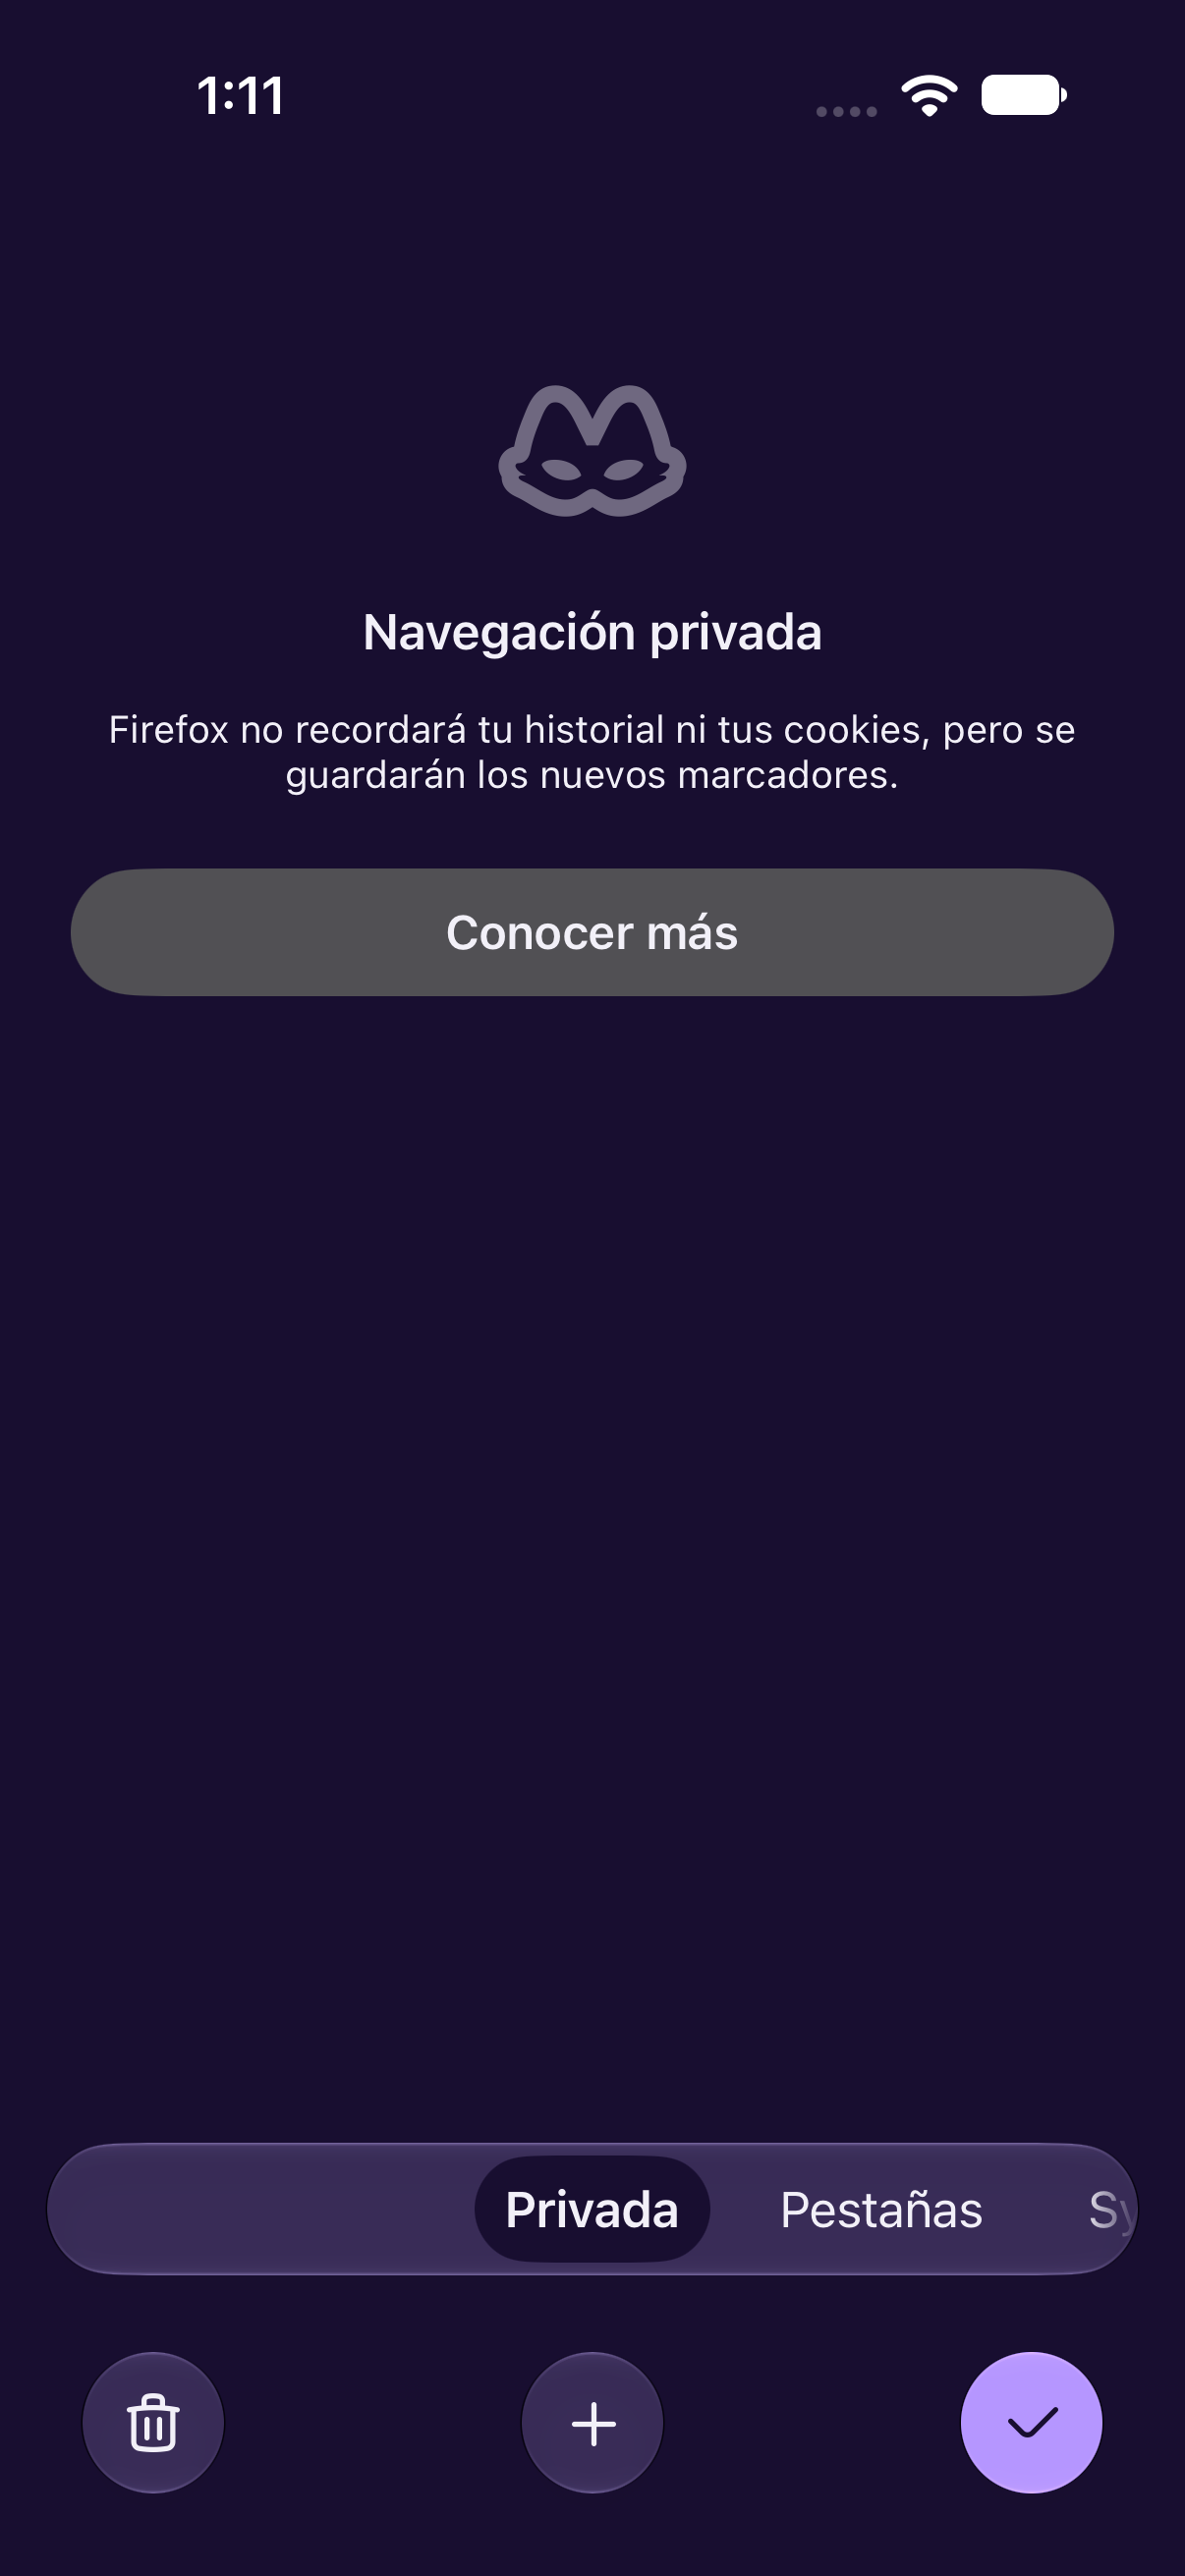 1:11
Navegación privada
Firefox no recordará tu historial ni tus cookies, pero se
guardarán los nuevos marcadores.
Conocer más
Privada Pestañas Sy